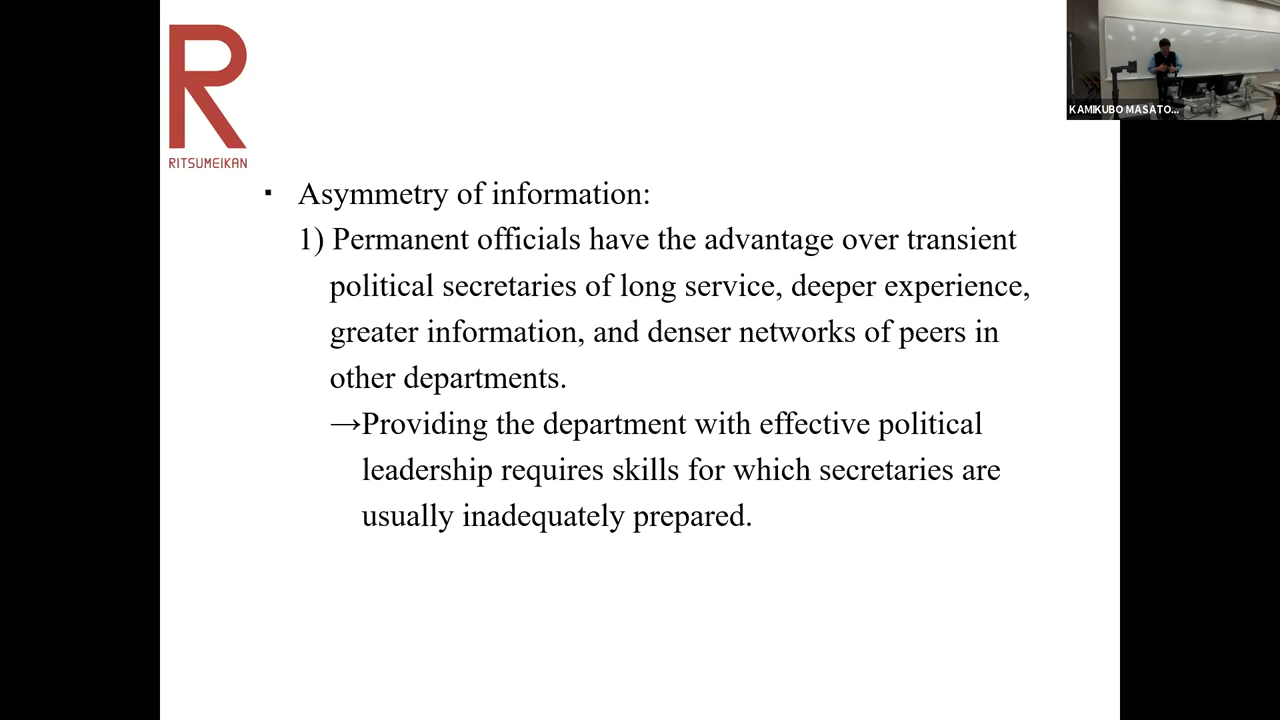 R
RITSUMEIKAN
KAMIKUBO MASATO...
▪ Asymmetry of information:
1) Permanent officials have the advantage over transient
political secretaries of long service, deeper experience,
greater information, and denser networks of peers in
other departments.
→Providing the department with effective political
leadership requires skills for which secretaries are
usually inadequately prepared.